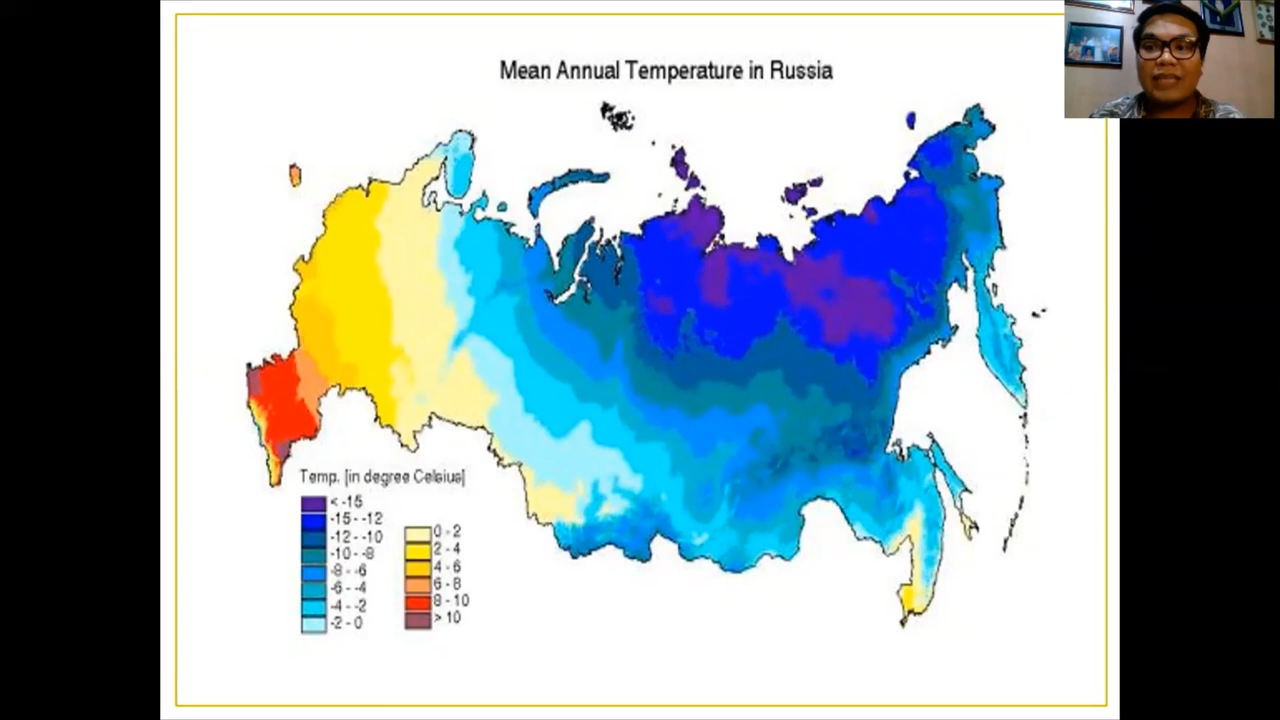 Mean Annual Temperature in Russia
Temp. [in degree Celsius]
< -15
-15 - -12
-12 - -10
-10 - -8
-8 - -6
-6 - -4
-4 - -2
-2 - 0
0 - 2
2 - 4
4 - 6
6 - 8
8 - 10
> 10